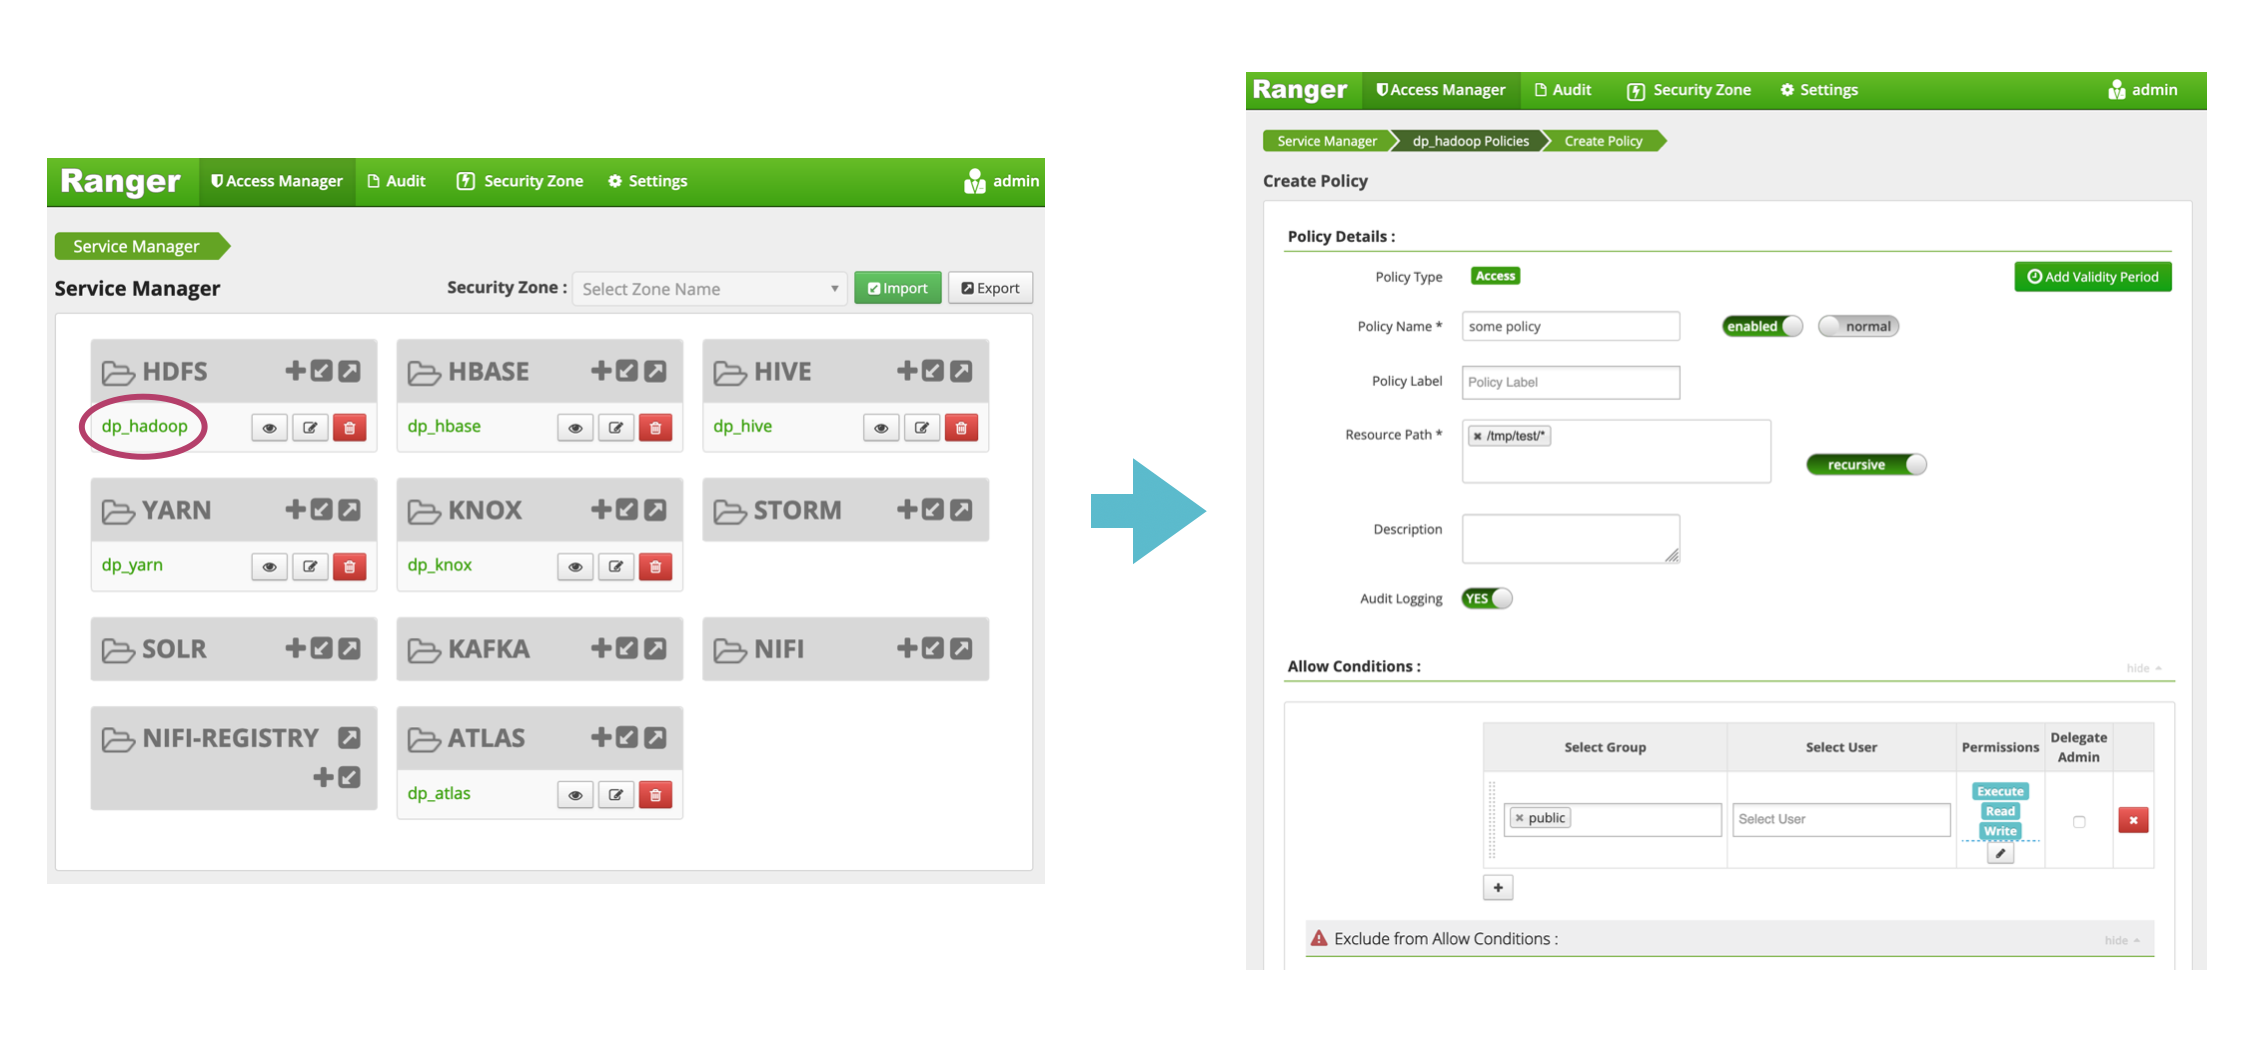 Ranger Access Manager Audit Security Zone Settings admin
Service Manager
Service Manager Security Zone : Select Zone Name Import Export
HDFS HBASE HIVE
dp_hadoop dp_hbase dp_hive
YARN KNOX STORM
dp_yarn dp_knox
SOLR KAFKA NIFI
NIFI-REGISTRY ATLAS
dp_atlas
Ranger Access Manager Audit Security Zone Settings admin
Service Manager dp_hadoop Policies Create Policy
Create Policy
Policy Details :
Policy Type Access Add Validity Period
Policy Name * some policy enabled normal
Policy Label Policy Label
Resource Path * /tmp/test/* recursive
Description
Audit Logging YES
Allow Conditions : hide
Select Group Select User Permissions Delegate Admin
public Select User Execute
Read
Write
Exclude from Allow Conditions : hide